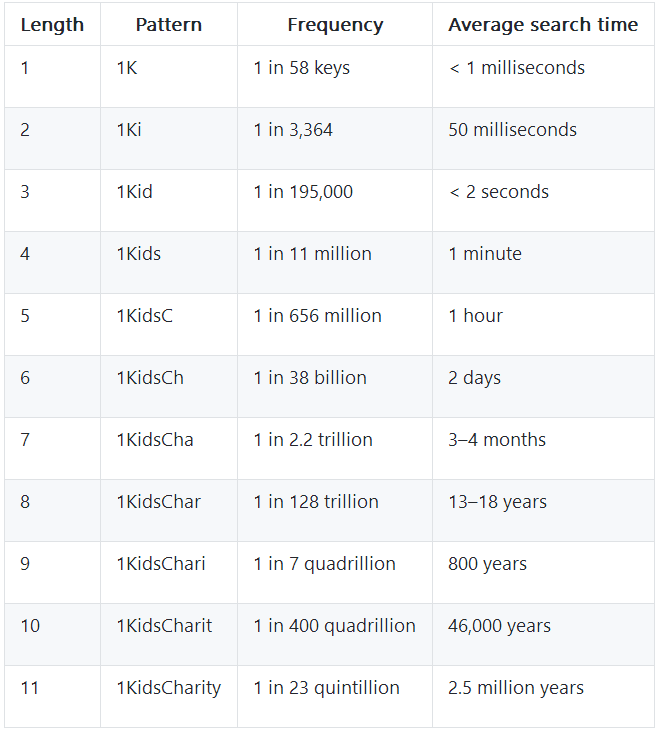 Length Pattern Frequency Average search time
1 1K 1 in 58 keys < 1 milliseconds
2 1Ki 1 in 3,364 50 milliseconds
3 1Kid 1 in 195,000 < 2 seconds
4 1Kids 1 in 11 million 1 minute
5 1KidsC 1 in 656 million 1 hour
6 1KidsCh 1 in 38 billion 2 days
7 1KidsCha 1 in 2.2 trillion 3–4 months
8 1KidsChar 1 in 128 trillion 13–18 years
9 1KidsChari 1 in 7 quadrillion 800 years
10 1KidsCharit 1 in 400 quadrillion 46,000 years
11 1KidsCharity 1 in 23 quintillion 2.5 million years